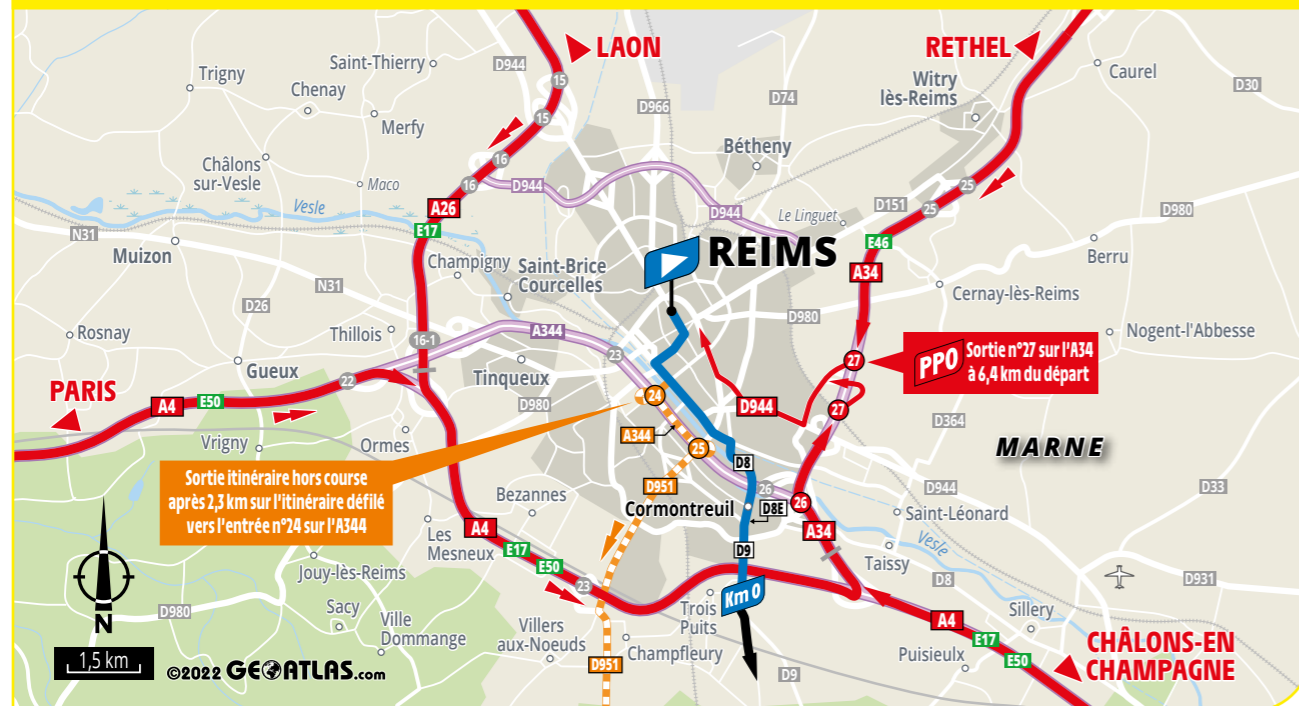 LAON
RETHEL
Trigny
Saint-Thierry
D944
15
D966
D74
Witry
lès-Reims
Caurel
D30
Chenay
Merfy
15
Bétheny
Châlons
sur-Vesle
Maco
16
16
D944
Vesle
A26
D944
Le Linguet
D151
25
25
D980
N31
E17
E46
Muizon
REIMS
Berru
Champigny
Saint-Brice
Courcelles
A34
N31
Cernay-lès-Reims
D26
D980
Rosnay
Thillois
16-1
A344
Nogent-l'Abbesse
23
27
PPO
Sortie n°27 sur l'A34
à 6,4 km du départ
Gueux
22
Tinqueux
PARIS
A4
E50
D980
24
D944
27
D364
Vrigny
Ormes
A344
25
MARNE
Sortie itinéraire hors course
après 2,3 km sur l'itinéraire défilé
vers l'entrée n°24 sur l'A344
D951
D8
26
26
D944
D33
Bezannes
Cormontreuil
D8E
Saint-Léonard
Les
Mesneux
A4
E17
E50
D9
A34
Vesle
Taissy
Jouy-lès-Reims
23
D8
D931
D980
Sacy
Ville
Dommange
Km 0
Trois
Puits
Sillery
N
Villers
aux-Noeuds
A4
E17
E50
CHÂLONS-EN
CHAMPAGNE
1,5 km
©2022 GEOATLAS.com
D951
Champfleury
D9
Puisieulx